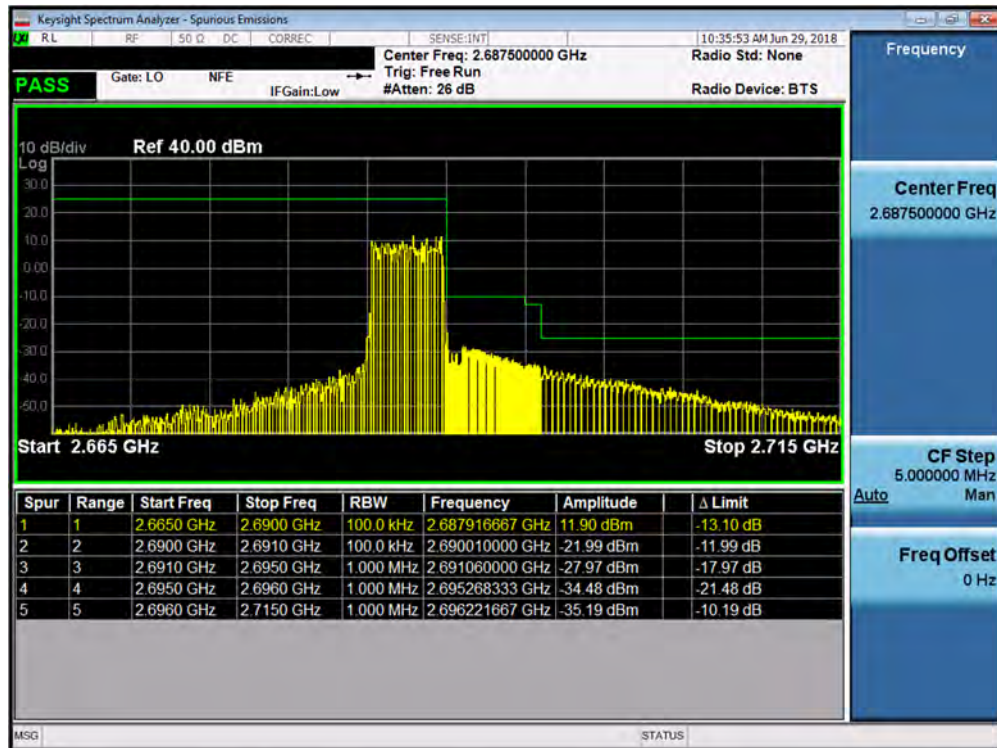 Keysight Spectrum Analyzer - Spurious Emissions
LXI RL RF 50 Ω DC CORREC SENSE:INT 10:35:53 AM Jun 29, 2018
Center Freq: 2.687500000 GHz Radio Std: None
PASS Gate: LO NFE Trig: Free Run
IFGain:Low #Atten: 26 dB Radio Device: BTS
10 dB/div Ref 40.00 dBm
Log
30.0
20.0
10.0
0.00
-10.0
-20.0
-30.0
-40.0
-50.0
Start 2.665 GHz Stop 2.715 GHz
Spur Range Start Freq Stop Freq RBW Frequency Amplitude Δ Limit
1 1 2.6650 GHz 2.6900 GHz 100.0 kHz 2.687916667 GHz 11.90 dBm -13.10 dB
2 2 2.6900 GHz 2.6910 GHz 100.0 kHz 2.690010000 GHz -21.99 dBm -11.99 dB
3 3 2.6910 GHz 2.6950 GHz 1.000 MHz 2.691060000 GHz -27.97 dBm -17.97 dB
4 4 2.6950 GHz 2.6960 GHz 1.000 MHz 2.695268333 GHz -34.48 dBm -21.48 dB
5 5 2.6960 GHz 2.7150 GHz 1.000 MHz 2.696221667 GHz -35.19 dBm -10.19 dB
Frequency
Center Freq
2.687500000 GHz
CF Step
5.000000 MHz
Auto Man
Freq Offset
0 Hz
MSG STATUS